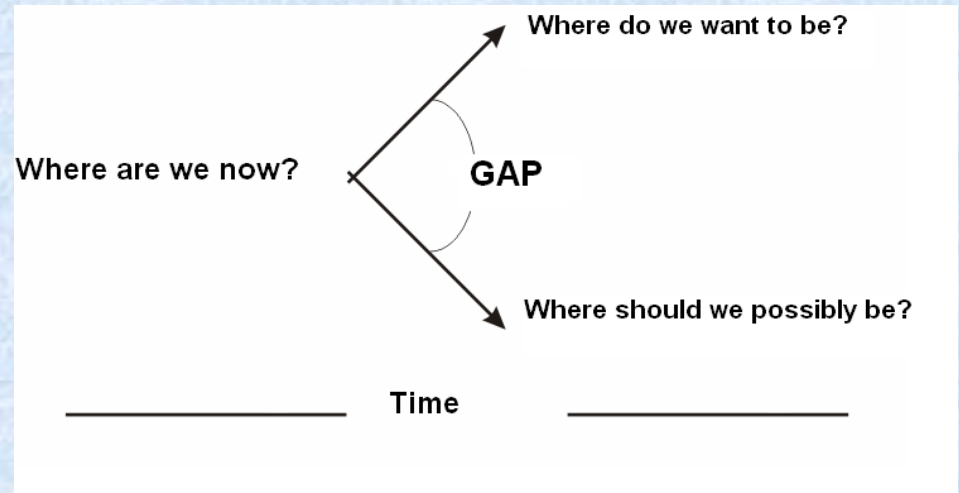 Where do we want to be?
Where are we now?
GAP
Where should we possibly be?
Time